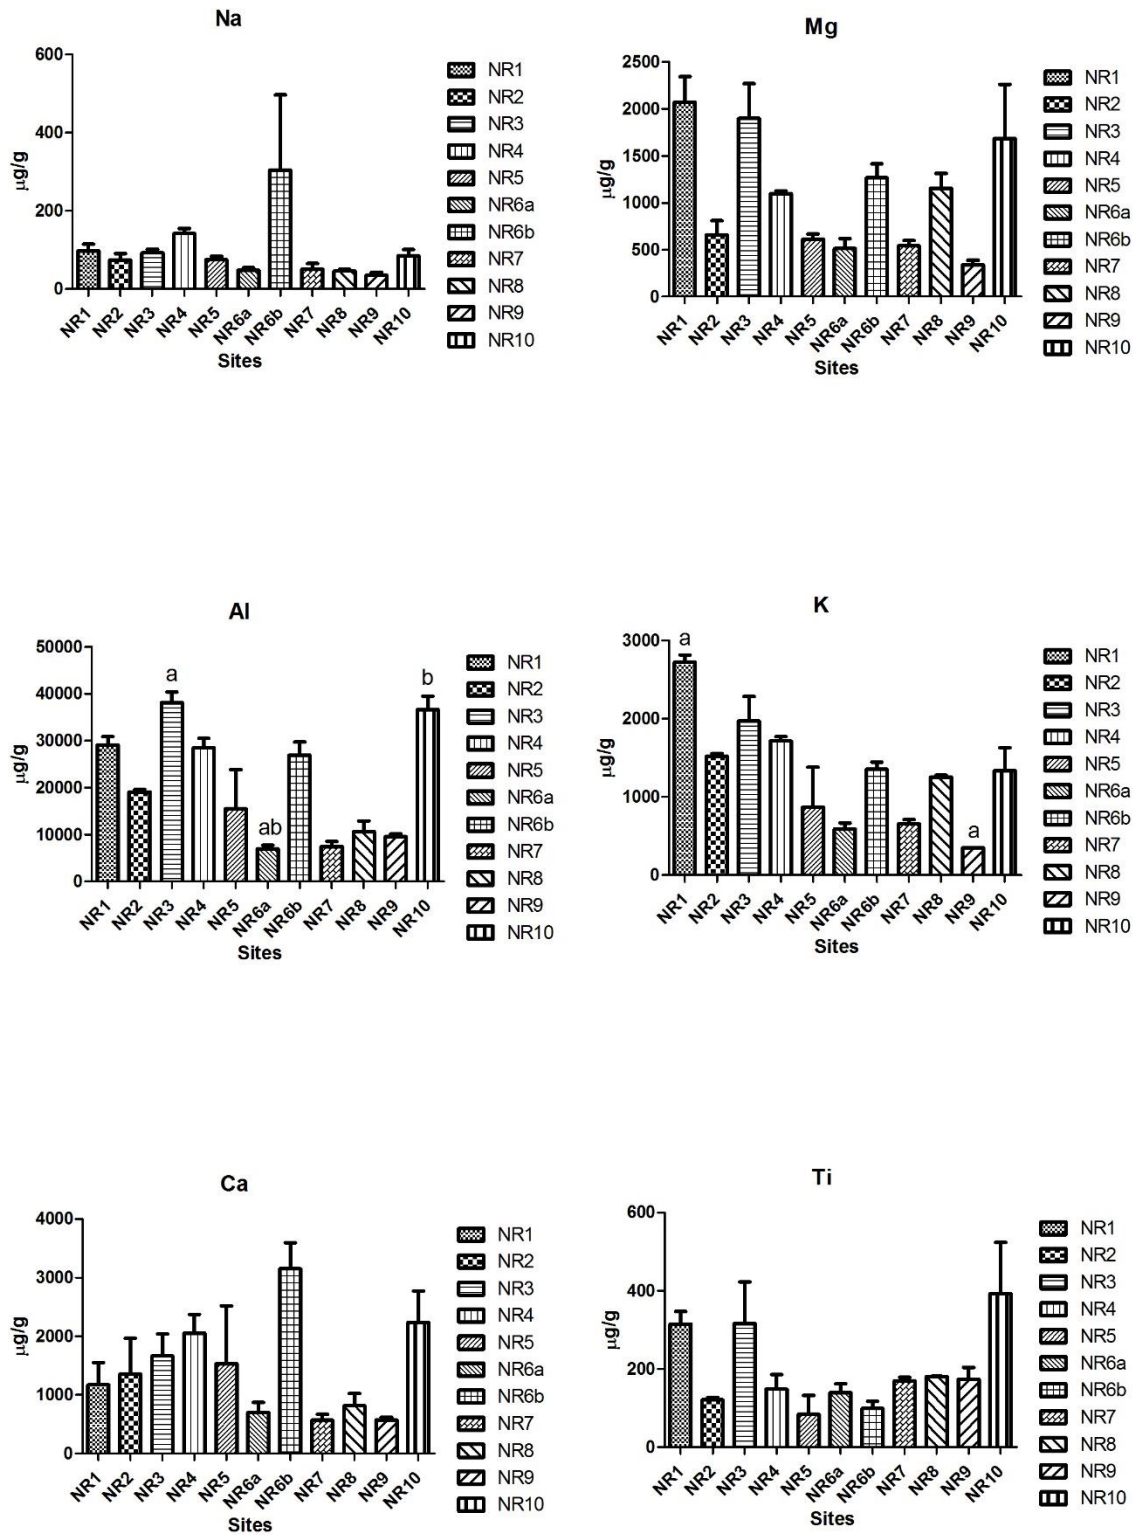 Na
600
400
200
0
µg/g
NR1 NR2 NR3 NR4 NR5 NR6a NR6b NR7 NR8 NR9 NR10
Sites
NR1
NR2
NR3
NR4
NR5
NR6a
NR6b
NR7
NR8
NR9
NR10
Mg
2500
2000
1500
1000
500
0
µg/g
NR1 NR2 NR3 NR4 NR5 NR6a NR6b NR7 NR8 NR9 NR10
Sites
NR1
NR2
NR3
NR4
NR5
NR6a
NR6b
NR7
NR8
NR9
NR10
Al
50000
40000
30000
20000
10000
0
µg/g
a
ab
b
NR1 NR2 NR3 NR4 NR5 NR6a NR6b NR7 NR8 NR9 NR10
Sites
NR1
NR2
NR3
NR4
NR5
NR6a
NR6b
NR7
NR8
NR9
NR10
K
3000
2000
1000
0
µg/g
a
a
NR1 NR2 NR3 NR4 NR5 NR6a NR6b NR7 NR8 NR9 NR10
Sites
NR1
NR2
NR3
NR4
NR5
NR6a
NR6b
NR7
NR8
NR9
NR10
Ca
4000
3000
2000
1000
0
µg/g
NR1 NR2 NR3 NR4 NR5 NR6a NR6b NR7 NR8 NR9 NR10
Sites
NR1
NR2
NR3
NR4
NR5
NR6a
NR6b
NR7
NR8
NR9
NR10
Ti
600
400
200
0
µg/g
NR1 NR2 NR3 NR4 NR5 NR6a NR6b NR7 NR8 NR9 NR10
Sites
NR1
NR2
NR3
NR4
NR5
NR6a
NR6b
NR7
NR8
NR9
NR10